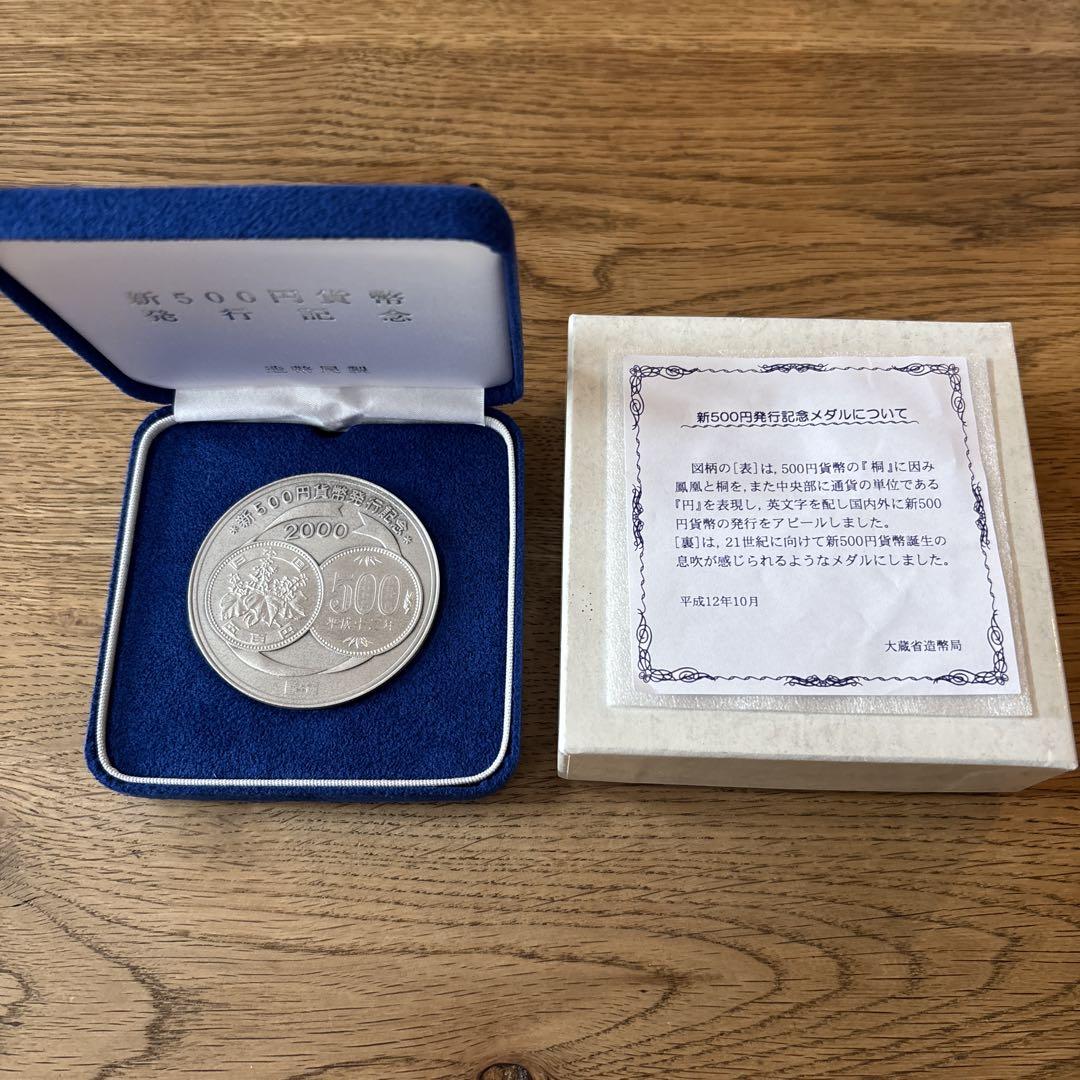 新500円貨幣
発行記念
造幣局製
*新500円貨幣発行記念*
2000
日本国
五百円
500
平成十二年
新500円発行記念メダルについて
図柄の[表]は,500円貨幣の『桐』に因み
鳳凰と桐を,また中央部に通貨の単位である
『円』を表現し,英文字を配し国内外に新500
円貨幣の発行をアピールしました。
[裏]は,21世紀に向けて新500円貨幣誕生の
息吹が感じられるようなメダルにしました。
平成12年10月
大蔵省造幣局